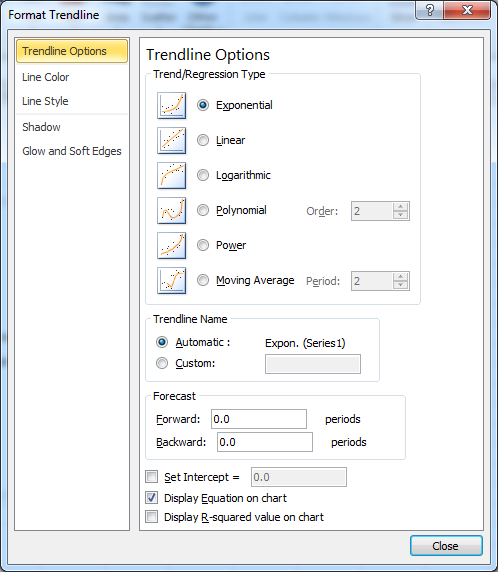 Format Trendline
Trendline Options
Line Color
Line Style
Shadow
Glow and Soft Edges
Trendline Options
Trend/Regression Type
Exponential
Linear
Logarithmic
Polynomial Order: 2
Power
Moving Average Period: 2
Trendline Name
Automatic : Expon. (Series1)
Custom:
Forecast
Forward: 0.0 periods
Backward: 0.0 periods
Set Intercept = 0.0
Display Equation on chart
Display R-squared value on chart
Close